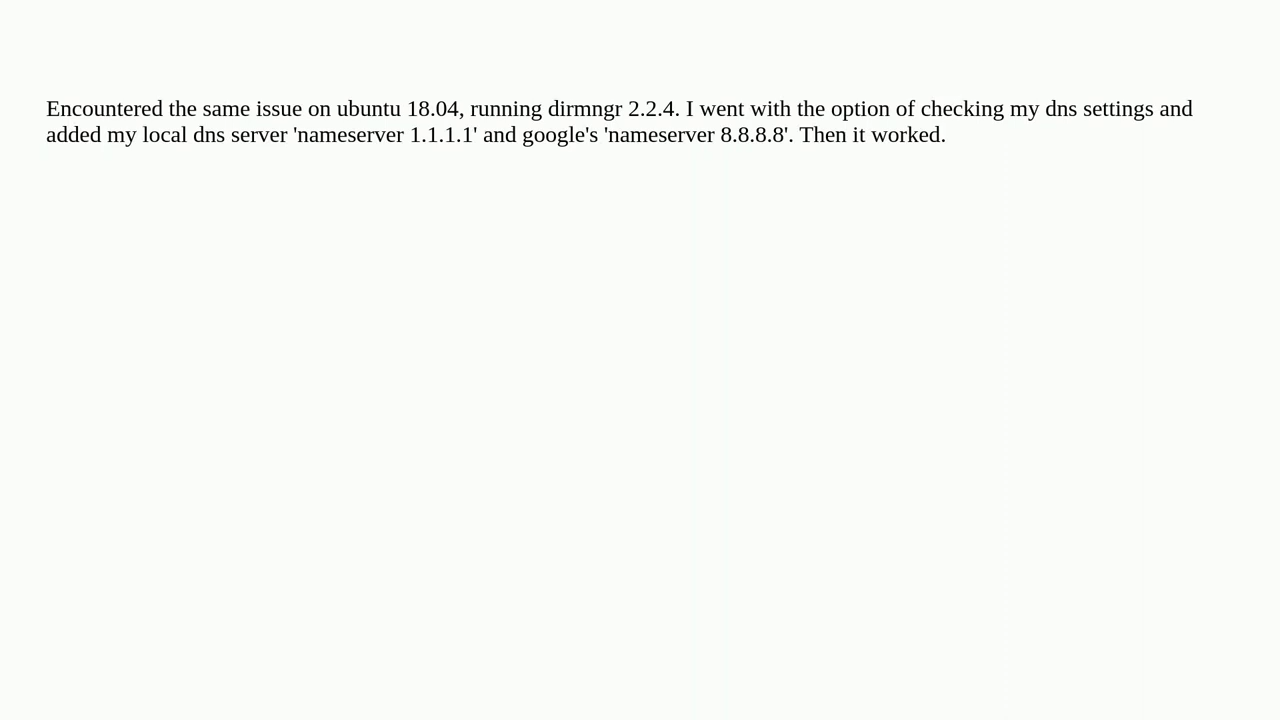 Encountered the same issue on ubuntu 18.04, running dirmngr 2.2.4. I went with the option of checking my dns settings and
added my local dns server 'nameserver 1.1.1.1' and google's 'nameserver 8.8.8.8'. Then it worked.